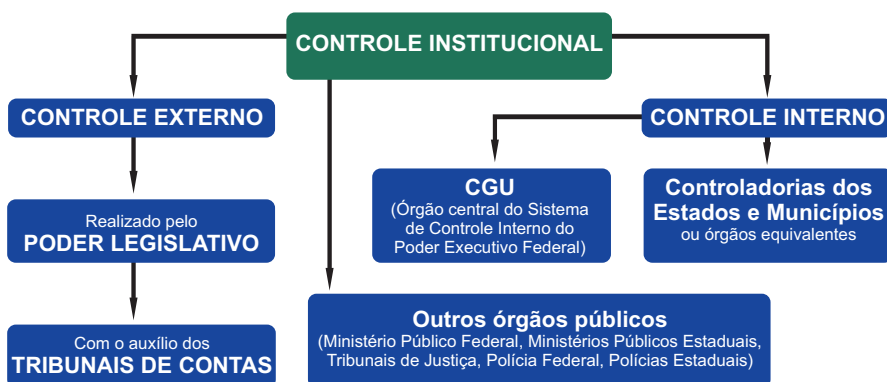 CONTROLE INSTITUCIONAL
CONTROLE EXTERNO
CONTROLE INTERNO
CGU
(Órgão central do Sistema
de Controle Interno do
Poder Executivo Federal)
Controladorias dos
Estados e Municípios
ou órgãos equivalentes
Realizado pelo
PODER LEGISLATIVO
Outros órgãos públicos
(Ministério Público Federal, Ministérios Públicos Estaduais,
Tribunais de Justiça, Polícia Federal, Polícias Estaduais)
Com o auxílio dos
TRIBUNAIS DE CONTAS